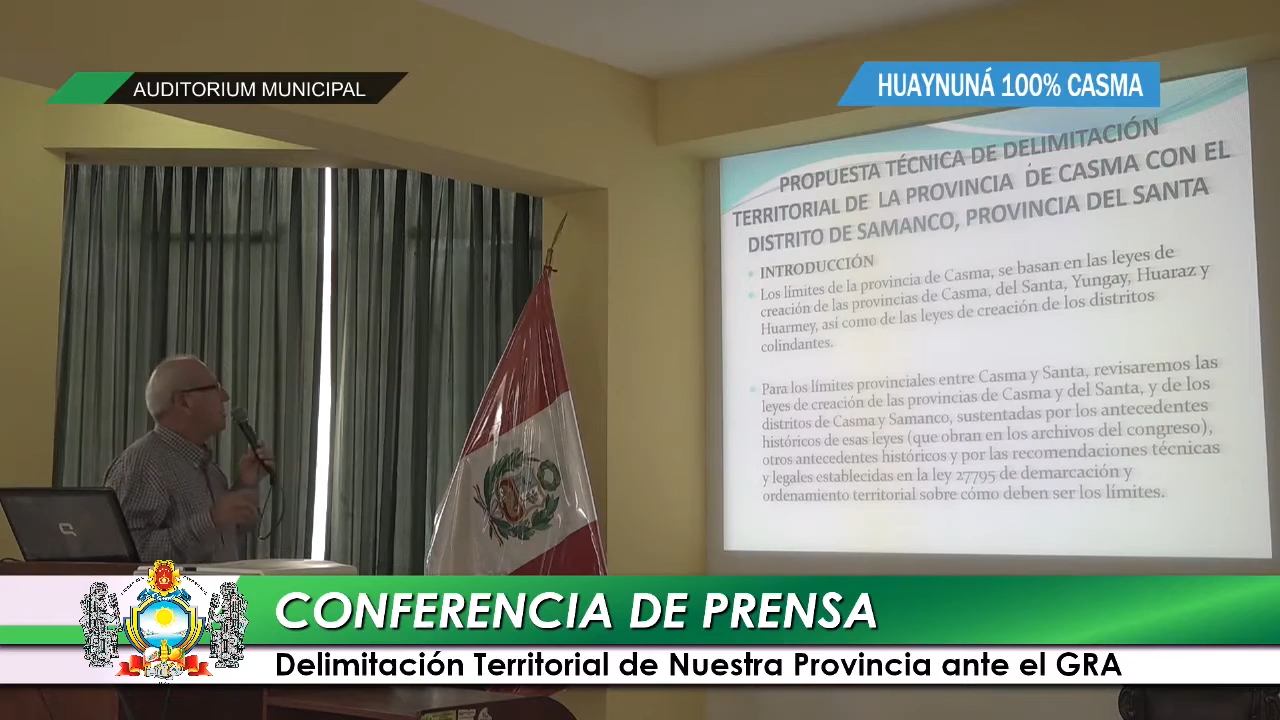 AUDITORIUM MUNICIPAL
HUAYNUNÁ 100% CASMA
PROPUESTA TÉCNICA DE DELIMITACIÓN
TERRITORIAL DE LA PROVINCIA DE CASMA CON EL
DISTRITO DE SAMANCO, PROVINCIA DEL SANTA
INTRODUCCIÓN
Los límites de la provincia de Casma, se basan en las leyes de
creación de las provincias de Casma, del Santa, Yungay, Huaraz y
Huarmey, así como de las leyes de creación de los distritos
colindantes.
Para los límites provinciales entre Casma y Santa, revisaremos las
leyes de creación de las provincias de Casma y del Santa, y de los
distritos de Casma y Samanco, sustentadas por los antecedentes
históricos de esas leyes (que obran en los archivos del congreso),
otros antecedentes históricos y por las recomendaciones técnicas
y legales establecidas en la ley 27795 de demarcación y
ordenamiento territorial sobre cómo deben ser los límites.
CONFERENCIA DE PRENSA
Delimitación Territorial de Nuestra Provincia ante el GRA